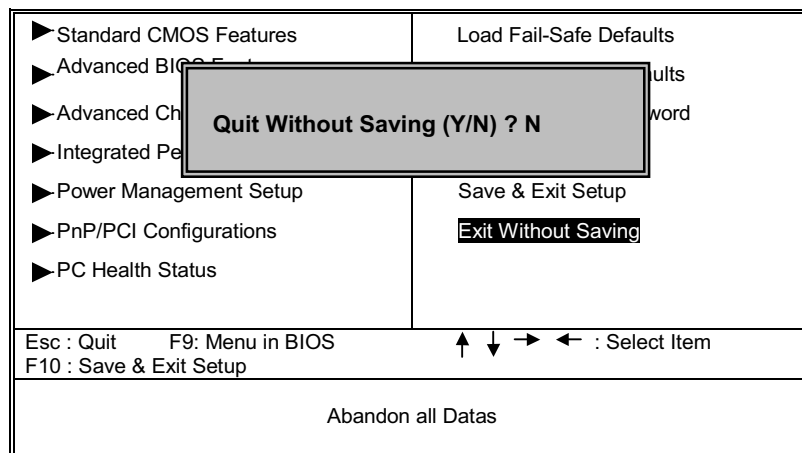 Standard CMOS Features
Advanced BIOS
Advanced Ch
Integrated Pe
Power Management Setup
PnP/PCI Configurations
PC Health Status
Load Fail-Safe Defaults
ults
word
Save & Exit Setup
Exit Without Saving
Quit Without Saving (Y/N) ? N
Esc : Quit F9: Menu in BIOS : Select Item
F10 : Save & Exit Setup
Abandon all Datas